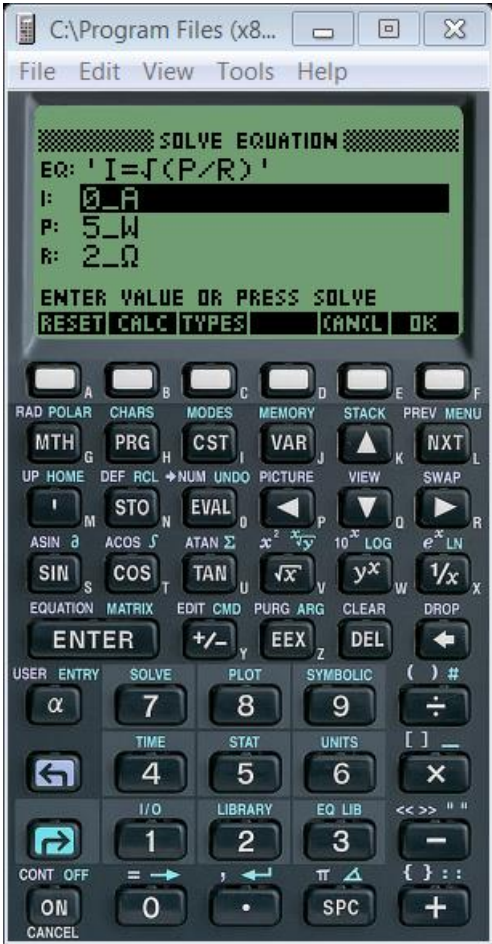 C:\Program Files (x8...
File Edit View Tools Help
SOLVE EQUATION
EQ: 'I=√(P/R)'
I: 0_A
P: 5_W
R: 2_Ω
ENTER VALUE OR PRESS SOLVE
RESET CALC TYPES CANCL OK
A B C D E F
RAD POLAR CHARS MODES MEMORY STACK PREV MENU
MTH G PRG H CST I VAR J ▲ K NXT L
UP HOME DEF RCL ➔NUM UNDO PICTURE VIEW SWAP
' M STO N EVAL O ◀ P ▼ Q ▶ R
ASIN ∂ ACOS ∫ ATAN Σ x² ˣ√y 10ˣ LOG eˣ LN
SIN S COS T TAN U √x V yˣ W 1/x X
EQUATION MATRIX EDIT CMD PURG ARG CLEAR DROP
ENTER +/− Y EEX Z DEL ←
USER ENTRY SOLVE PLOT SYMBOLIC ( ) #
α 7 8 9 ÷
TIME STAT UNITS [ ] _
4 5 6 ×
I/O LIBRARY EQ LIB << >> " "
1 2 3 −
CONT OFF = → , ↵ π ∡ { } : :
ON 0 . SPC +
CANCEL